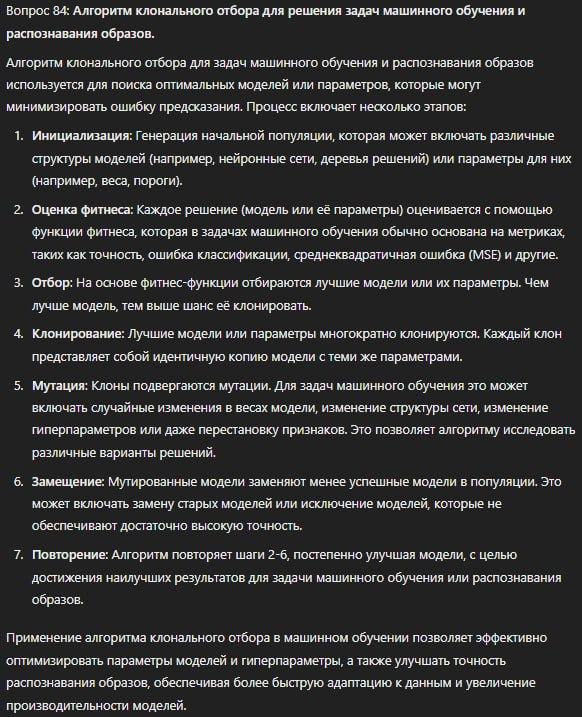 Вопрос 84: Алгоритм клонального отбора для решения задач машинного обучения и
распознавания образов.
Алгоритм клонального отбора для задач машинного обучения и распознавания образов
используется для поиска оптимальных моделей или параметров, которые могут
минимизировать ошибку предсказания. Процесс включает несколько этапов:
1. Инициализация: Генерация начальной популяции, которая может включать различные
структуры моделей (например, нейронные сети, деревья решений) или параметры для них
(например, веса, пороги).
2. Оценка фитнеса: Каждое решение (модель или её параметры) оценивается с помощью
функции фитнеса, которая в задачах машинного обучения обычно основана на метриках,
таких как точность, ошибка классификации, среднеквадратичная ошибка (MSE) и другие.
3. Отбор: На основе фитнес-функции отбираются лучшие модели или их параметры. Чем
лучше модель, тем выше шанс её клонировать.
4. Клонирование: Лучшие модели или параметры многократно клонируются. Каждый клон
представляет собой идентичную копию модели с теми же параметрами.
5. Мутация: Клоны подвергаются мутации. Для задач машинного обучения это может
включать случайные изменения в весах модели, изменение структуры сети, изменение
гиперпараметров или даже перестановку признаков. Это позволяет алгоритму исследовать
различные варианты решений.
6. Замещение: Мутированные модели заменяют менее успешные модели в популяции. Это
может включать замену старых моделей или исключение моделей, которые не
обеспечивают достаточно высокую точность.
7. Повторение: Алгоритм повторяет шаги 2-6, постепенно улучшая модели, с целью
достижения наилучших результатов для задачи машинного обучения или распознавания
образов.
Применение алгоритма клонального отбора в машинном обучении позволяет эффективно
оптимизировать параметры моделей и гиперпараметры, а также улучшать точность
распознавания образов, обеспечивая более быструю адаптацию к данным и увеличение
производительности моделей.